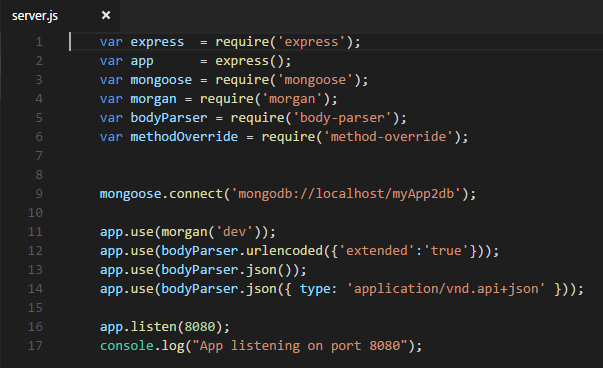 server.js ×
1 var express  = require('express');
2 var app      = express();
3 var mongoose = require('mongoose');
4 var morgan = require('morgan');
5 var bodyParser = require('body-parser');
6 var methodOverride = require('method-override');
7
8
9 mongoose.connect('mongodb://localhost/myApp2db');
10
11 app.use(morgan('dev'));
12 app.use(bodyParser.urlencoded({'extended':'true'}));
13 app.use(bodyParser.json());
14 app.use(bodyParser.json({ type: 'application/vnd.api+json' }));
15
16 app.listen(8080);
17 console.log("App listening on port 8080");